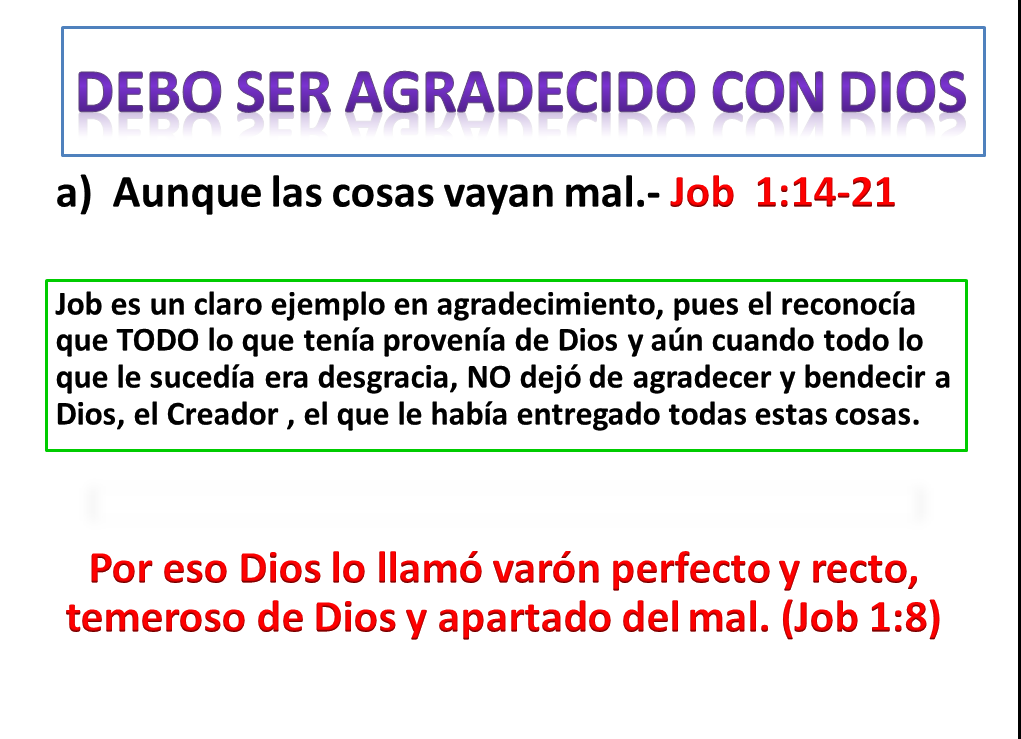 DEBO SER AGRADECIDO CON DIOS
a) Aunque las cosas vayan mal.- Job 1:14-21
Job es un claro ejemplo en agradecimiento, pues el reconocía
que TODO lo que tenía provenía de Dios y aún cuando todo lo
que le sucedía era desgracia, NO dejó de agradecer y bendecir a
Dios, el Creador , el que le había entregado todas estas cosas.
Por eso Dios lo llamó varón perfecto y recto,
temeroso de Dios y apartado del mal. (Job 1:8)